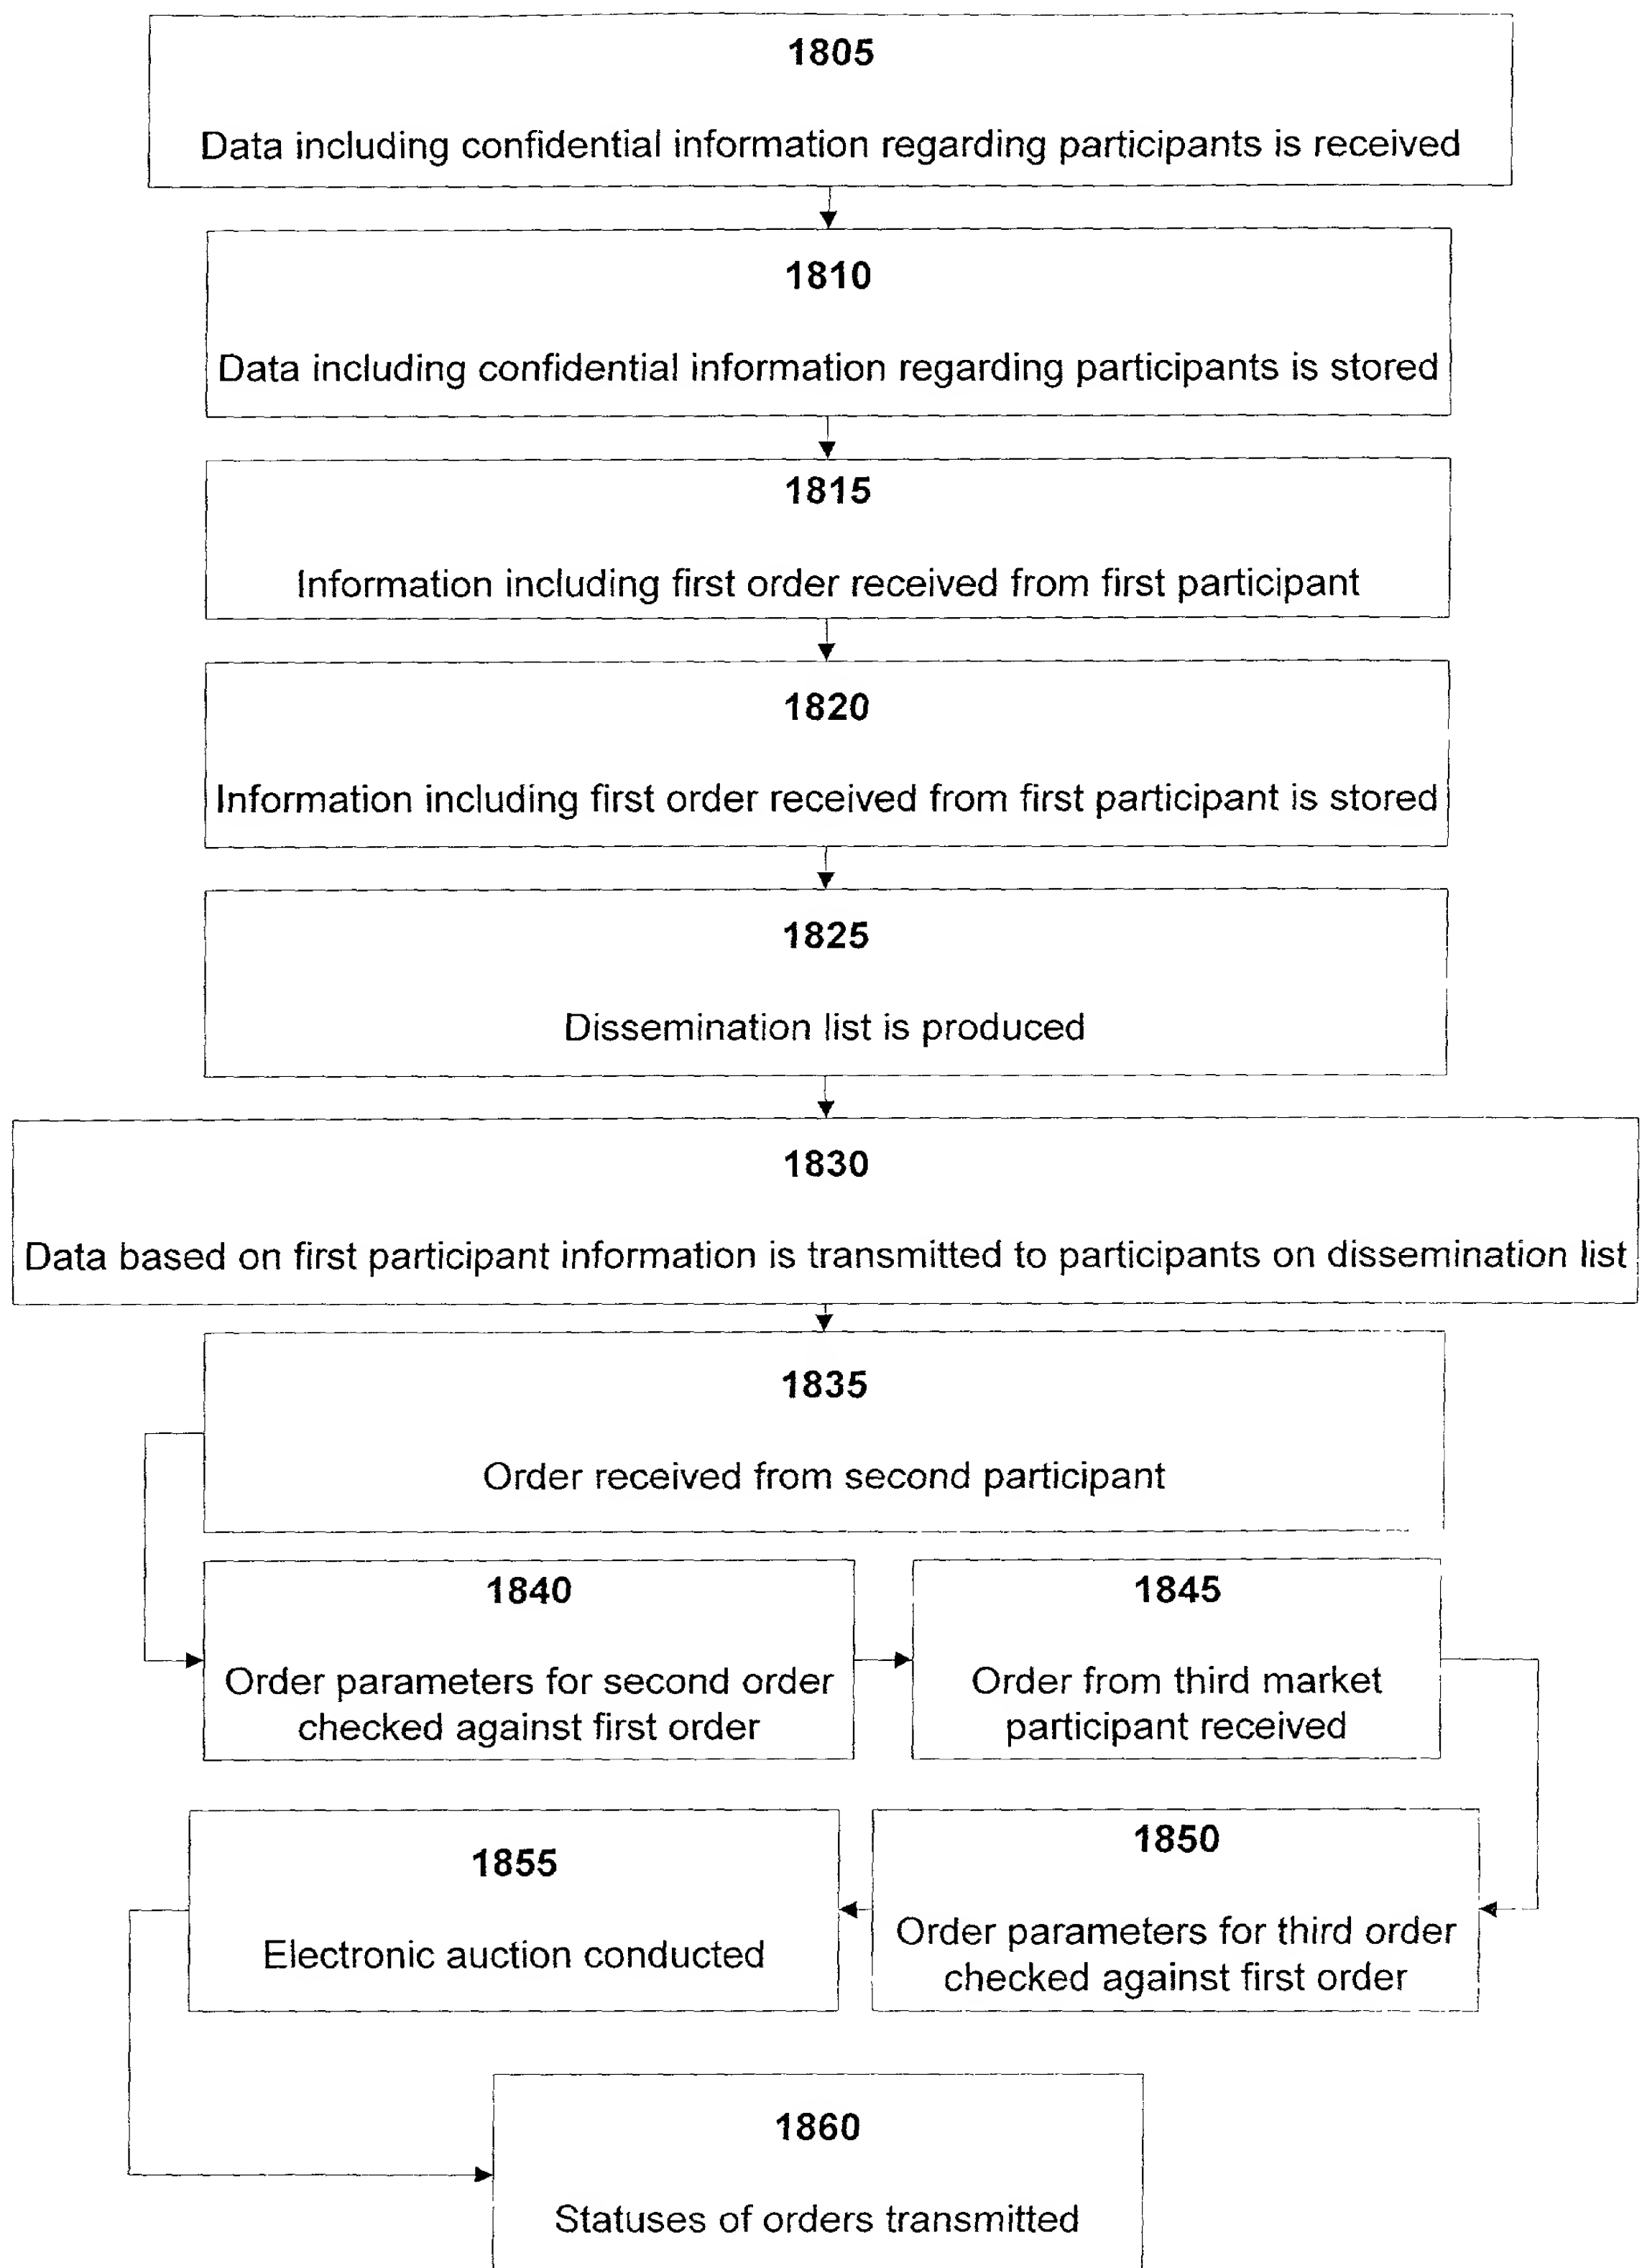 1805
Data including confidential information regarding participants is received
1810
Data including confidential information regarding participants is stored
1815
Information including first order received from first participant
1820
Information including first order received from first participant is stored
1825
Dissemination list is produced
1830
Data based on first participant information is transmitted to participants on dissemination list
1835
Order received from second participant
1840
Order parameters for second order
checked against first order
1845
Order from third market
participant received
1850
Order parameters for third order
checked against first order
1855
Electronic auction conducted
1860
Statuses of orders transmitted